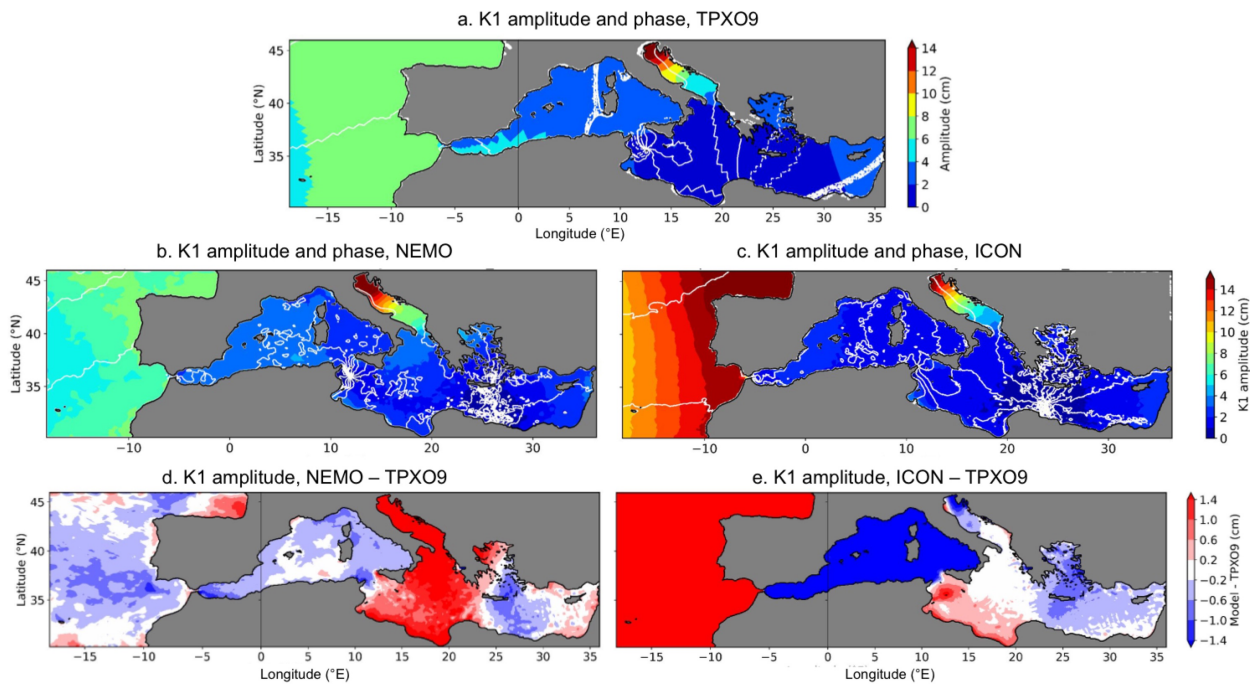 a. K1 amplitude and phase, TPXO9
45
40
35
Latitude (°N)
−15 −10 −5 0 5 10 15 20 25 30 35
Longitude (°E)
14
12
10
8
6
4
2
0
Amplitude (cm)
b. K1 amplitude and phase, NEMO
45
40
35
Latitude (°N)
−10 0 10 20 30
c. K1 amplitude and phase, ICON
−10 0 10 20 30
14
12
10
8
6
4
2
0
K1 amplitude (cm)
d. K1 amplitude, NEMO – TPXO9
45
40
35
Latitude (°N)
−15 −10 −5 0 5 10 15 20 25 30 35
Longitude (°E)
e. K1 amplitude, ICON – TPXO9
−15 −10 −5 0 5 10 15 20 25 30 35
Longitude (°E)
1.4
1.0
0.6
0.2
−0.2
−0.6
−1.0
−1.4
Model - TPXO9 (cm)